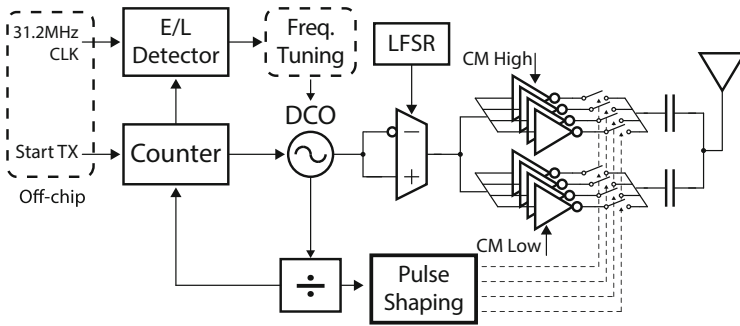 31.2MHz
CLK
E/L
Detector
Freq.
Tuning
LFSR
CM High
DCO
Start TX
Counter
−
+
Off-chip
CM Low
÷
Pulse
Shaping